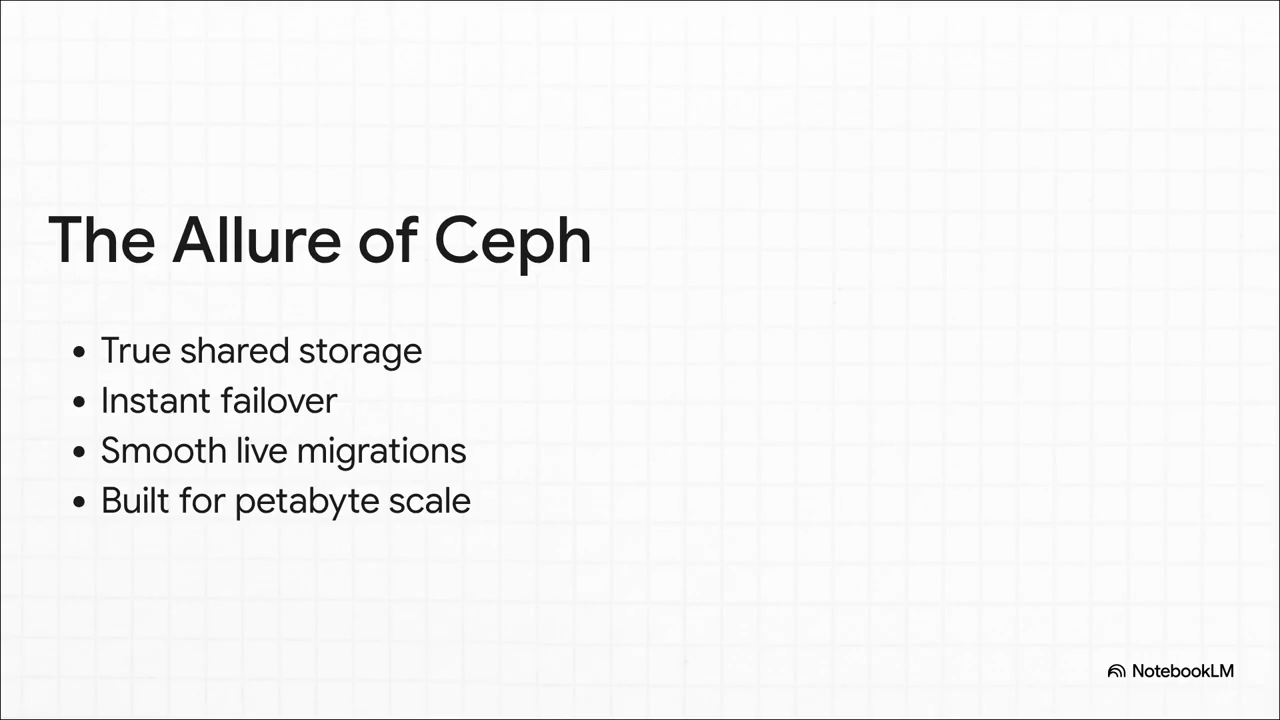 The Allure of Ceph
• True shared storage
• Instant failover
• Smooth live migrations
• Built for petabyte scale
NotebookLM